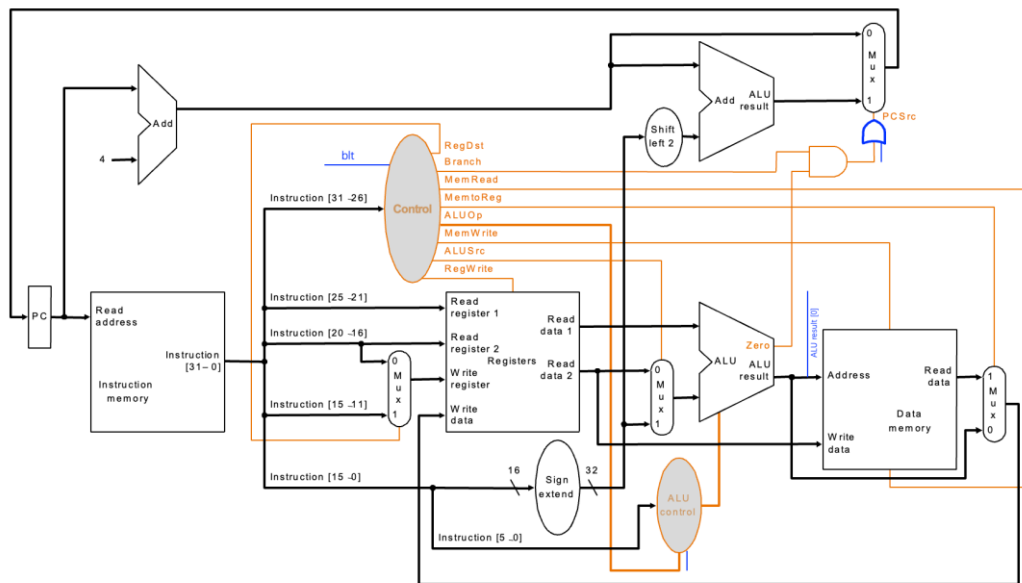 0
M
u
x
1
Add
ALU
result
Add
4
Shift
left 2
PCSrc
RegDst
blt
Branch
MemRead
Instruction [31–26]
Control
MemtoReg
ALUOp
MemWrite
ALUSrc
RegWrite
PC
Read
address
Instruction
[31–0]
Instruction
memory
Instruction [25–21]
Instruction [20–16]
Instruction [15–11]
Instruction [15–0]
0
M
u
x
1
Read
register 1
Read
register 2
Write
register
Write
data
Registers
Read
data 1
Read
data 2
0
M
u
x
1
Zero
ALU
ALU
result
ALU result [0]
Address
Read
data
Data
memory
Write
data
1
M
u
x
0
16
Sign
extend
32
ALU
control
Instruction [5–0]